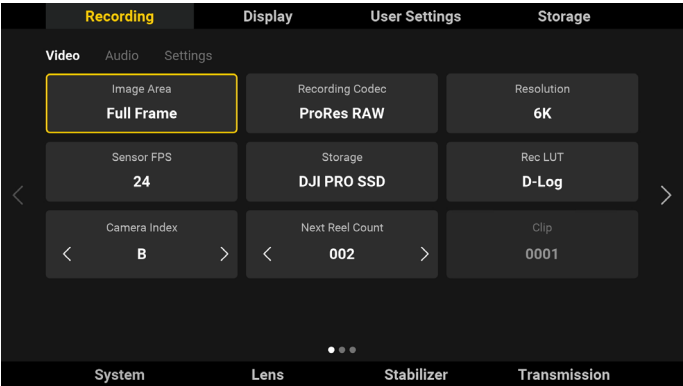 Recording Display User Settings Storage
Video Audio Settings
Image Area Recording Codec Resolution
Full Frame ProRes RAW 6K
Sensor FPS Storage Rec LUT
24 DJI PRO SSD D-Log
Camera Index Next Reel Count Clip
B 002 0001
System Lens Stabilizer Transmission